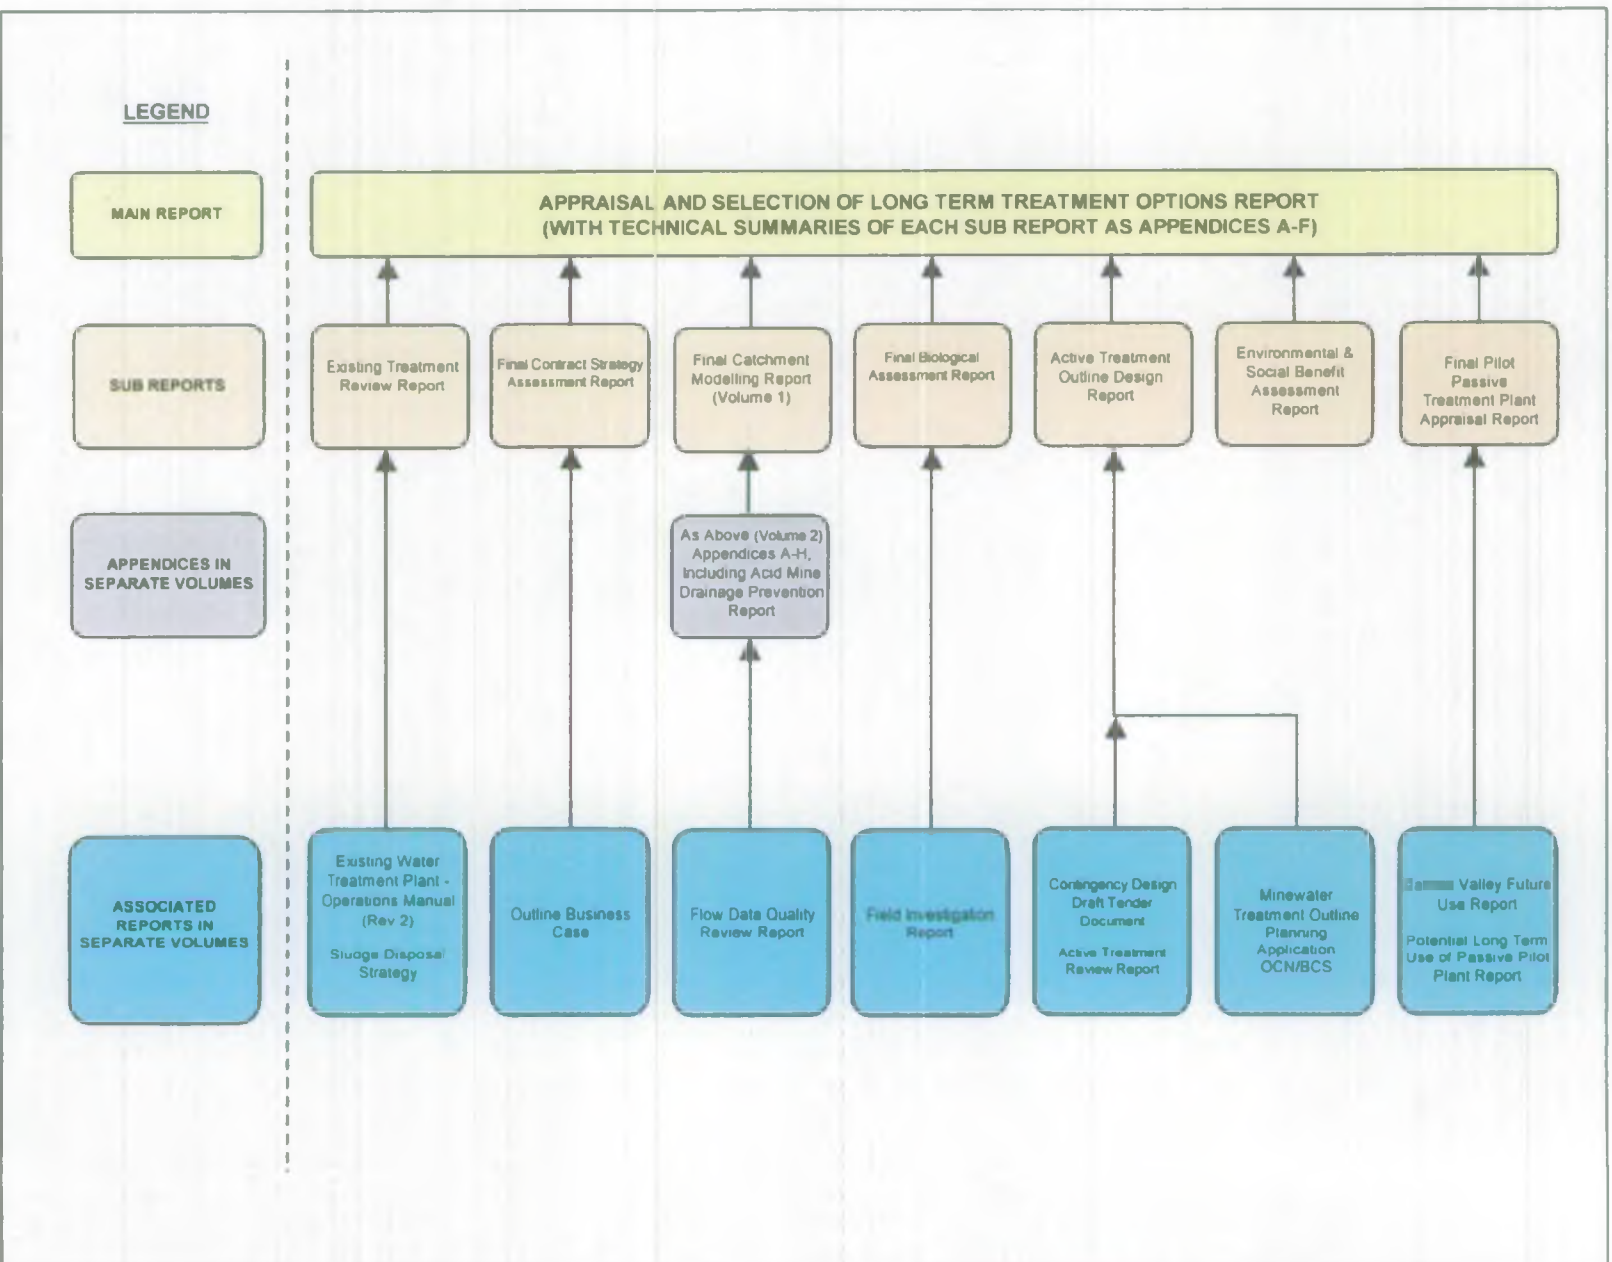 LEGEND
MAIN REPORT
APPRAISAL AND SELECTION OF LONG TERM TREATMENT OPTIONS REPORT
(WITH TECHNICAL SUMMARIES OF EACH SUB REPORT AS APPENDICES A-F)
SUB REPORTS
Existing Treatment
Review Report
Final Contract Strategy
Assessment Report
Final Catchment
Modelling Report
(Volume 1)
Final Biological
Assessment Report
Active Treatment
Outline Design
Report
Environmental &
Social Benefit
Assessment
Report
Final Pilot
Passive
Treatment Plant
Appraisal Report
APPENDICES IN
SEPARATE VOLUMES
As Above (Volume 2)
Appendices A-H,
Including Acid Mine
Drainage Prevention
Report
ASSOCIATED
REPORTS IN
SEPARATE VOLUMES
Existing Water
Treatment Plant -
Operations Manual
(Rev 2)
Sludge Disposal
Strategy
Outline Business
Case
Flow Data Quality
Review Report
Field Investigation
Report
Contingency Design
Draft Tender
Document
Active Treatment
Review Report
Minewater
Treatment Outline
Planning
Application
OCN/BCS
Valley Future
Use Report
Potential Long Term
Use of Passive Pilot
Plant Report